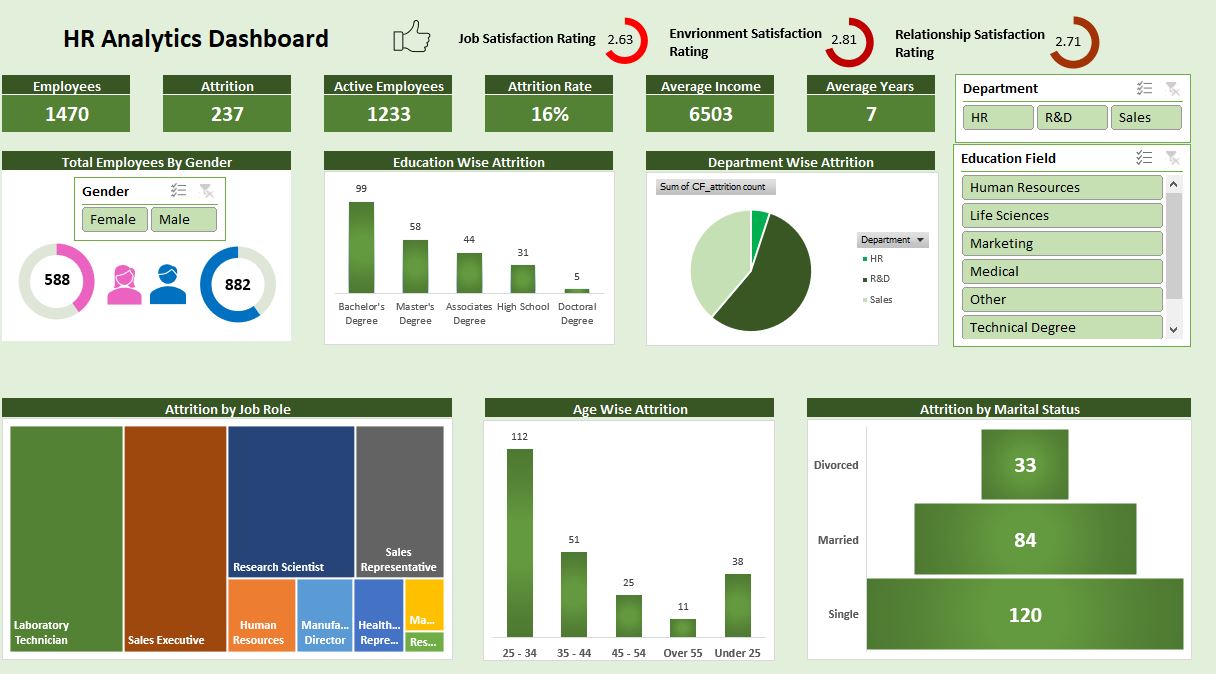 HR Analytics Dashboard
Job Satisfaction Rating
2.63
Envrionment Satisfaction
Rating
2.81
Relationship Satisfaction
Rating
2.71
Employees
1470
Attrition
237
Active Employees
1233
Attrition Rate
16%
Average Income
6503
Average Years
7
Department
HR
R&D
Sales
Total Employees By Gender
Gender
Female
Male
588
882
Education Wise Attrition
99
58
44
31
5
Bachelor's
Degree
Master's
Degree
Associates
Degree
High School
Doctoral
Degree
Department Wise Attrition
Sum of CF_attrition count
Department
HR
R&D
Sales
Education Field
Human Resources
Life Sciences
Marketing
Medical
Other
Technical Degree
Attrition by Job Role
Laboratory
Technician
Sales Executive
Research Scientist
Sales
Representative
Human
Resources
Manufa...
Director
Health...
Repre...
Ma...
Res...
Age Wise Attrition
112
51
25
11
38
25 - 34
35 - 44
45 - 54
Over 55
Under 25
Attrition by Marital Status
Divorced
33
Married
84
Single
120